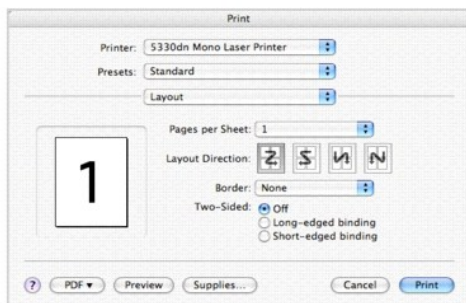 Print
Printer: 5330dn Mono Laser Printer
Presets: Standard
Layout
Pages per Sheet: 1
Layout Direction:
Border: None
Two-Sided: Off
Long-edged binding
Short-edged binding
1
? PDF Preview Supplies... Cancel Print